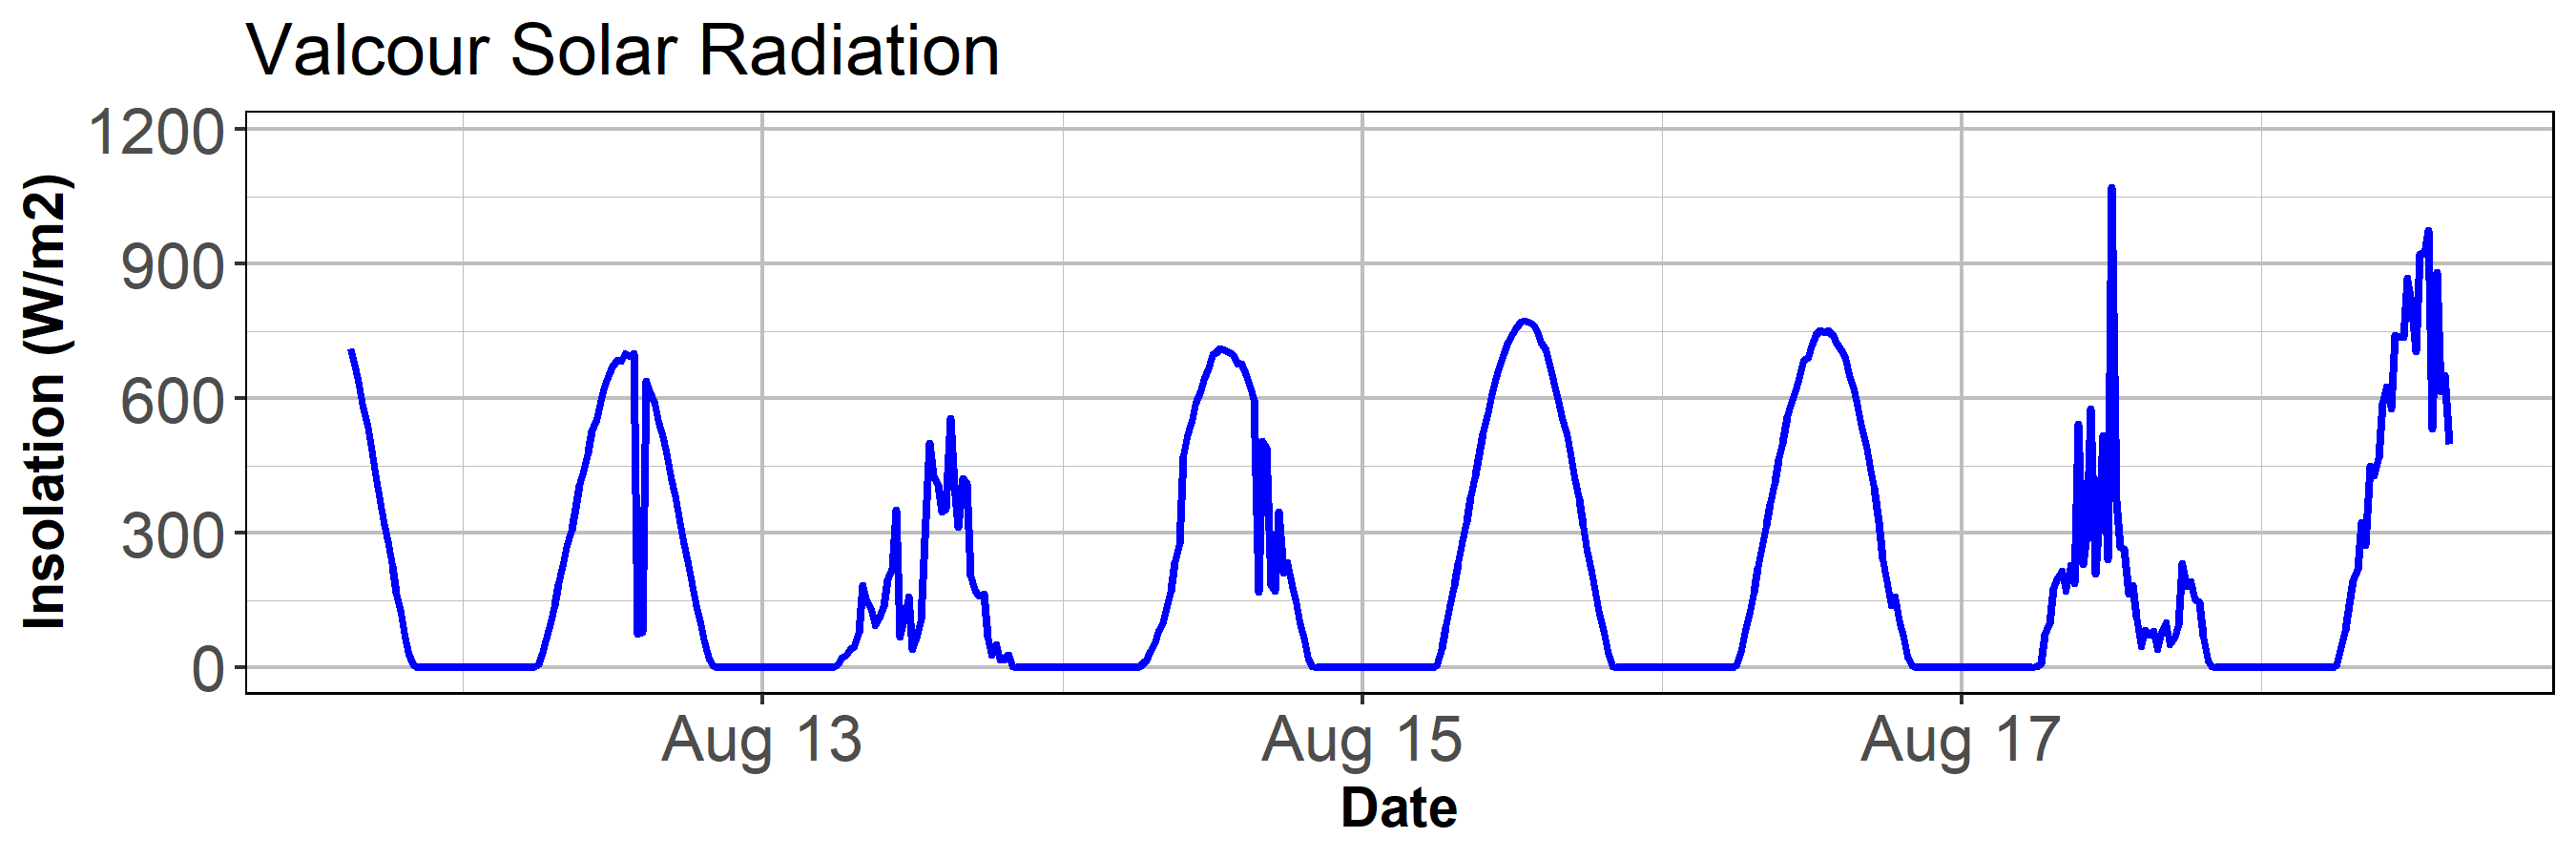 Valcour Solar Radiation
1200
900
600
300
0
Insolation (W/m2)
Aug 13 Aug 15 Aug 17
Date